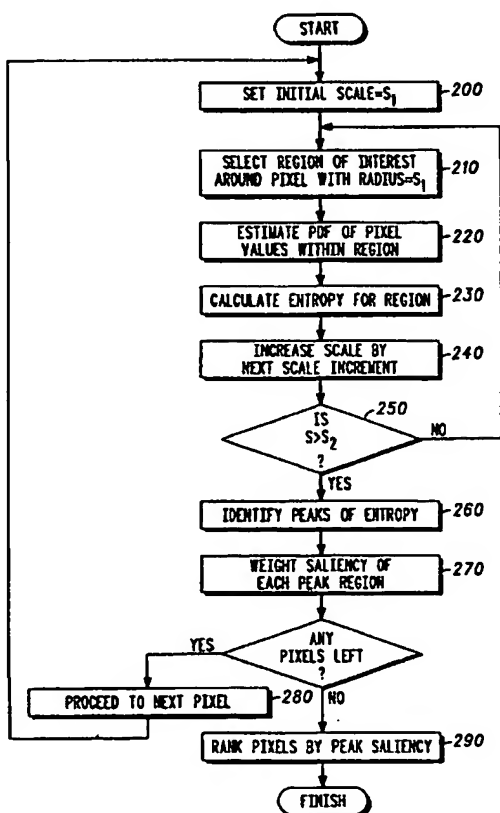 START
SET INITIAL SCALE=S1
200
SELECT REGION OF INTEREST
AROUND PIXEL WITH RADIUS=S1
210
ESTIMATE PDF OF PIXEL
VALUES WITHIN REGION
220
CALCULATE ENTROPY FOR REGION
230
INCREASE SCALE BY
NEXT SCALE INCREMENT
240
250
IS
S>S2
?
NO
YES
IDENTIFY PEAKS OF ENTROPY
260
WEIGHT SALIENCY OF
EACH PEAK REGION
270
YES
ANY
PIXELS LEFT
?
PROCEED TO NEXT PIXEL
280
NO
RANK PIXELS BY PEAK SALIENCY
290
FINISH